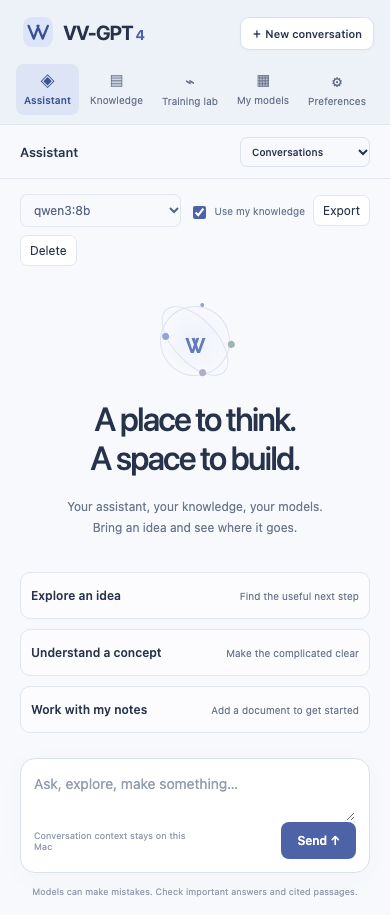 VV-GPT 4
+ New conversation
Assistant
Knowledge
Training lab
My models
Preferences
Assistant
Conversations
qwen3:8b
Use my knowledge
Export
Delete
W
A place to think.
A space to build.
Your assistant, your knowledge, your models.
Bring an idea and see where it goes.
Explore an idea
Find the useful next step
Understand a concept
Make the complicated clear
Work with my notes
Add a document to get started
Ask, explore, make something...
Conversation context stays on this
Mac
Send ↑
Models can make mistakes. Check important answers and cited passages.